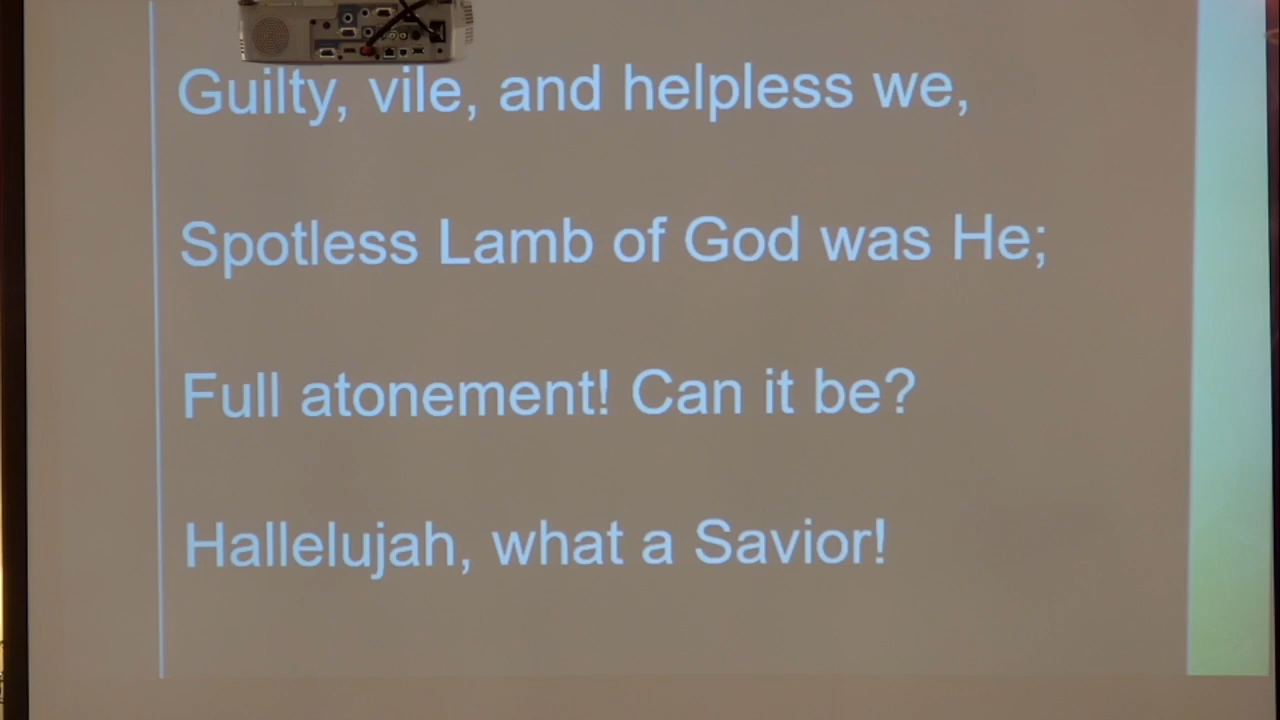 Guilty, vile, and helpless we,
Spotless Lamb of God was He;
Full atonement! Can it be?
Hallelujah, what a Savior!